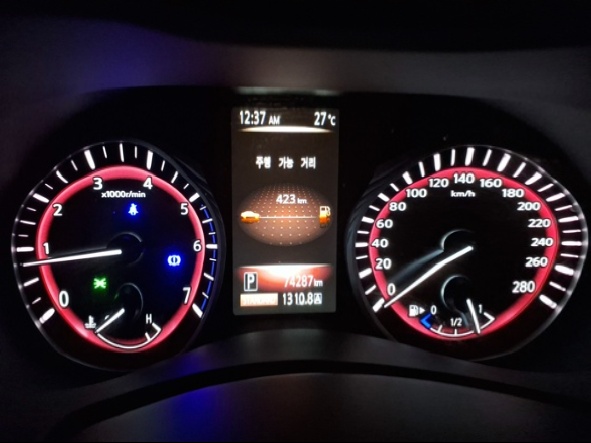 12:37 AM 27℃
주행 가능 거리
423 km
P 74287km
STANDARD 1310.8 A
x1000r/min
0 1 2 3 4 5 6 7
H
km/h
0 20 40 60 80 100 120 140 160 180 200 220 240 260 280
0 1/2 1